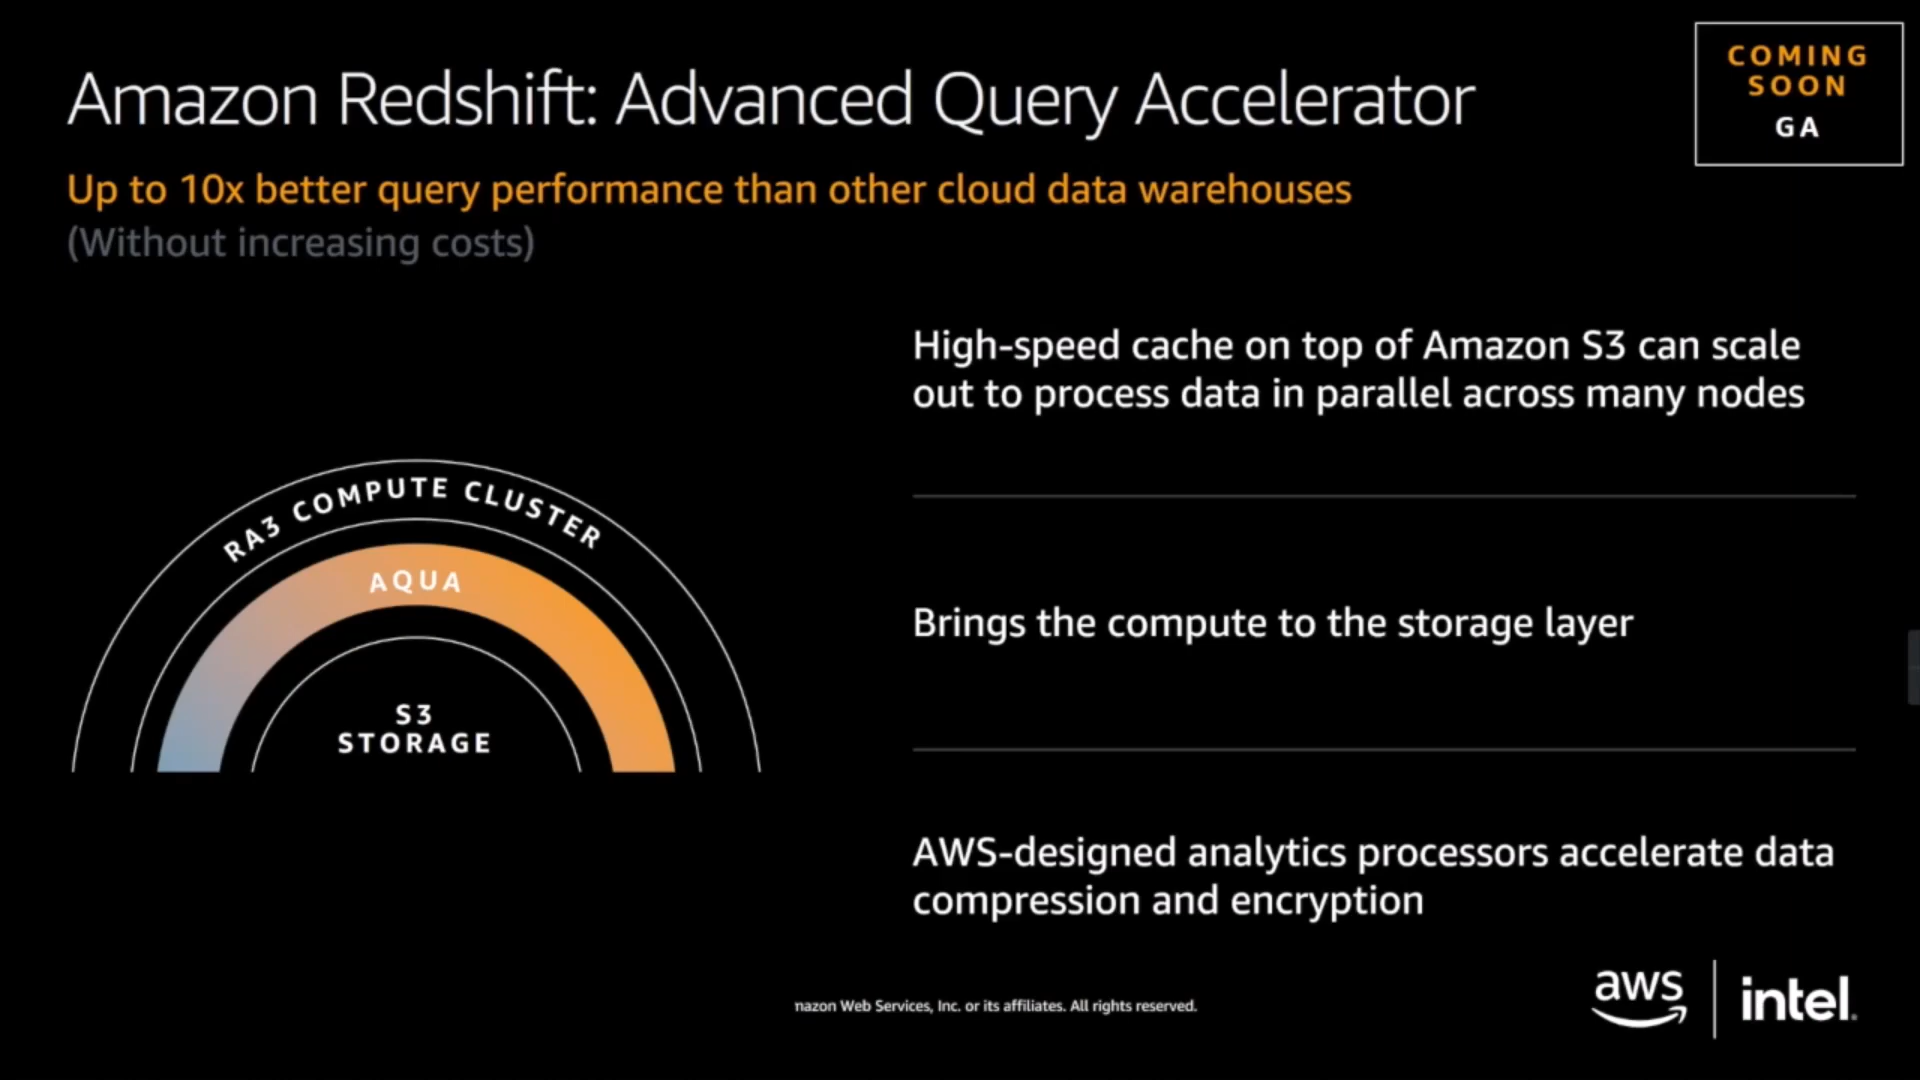 Amazon Redshift: Advanced Query Accelerator
COMING
SOON
GA
Up to 10x better query performance than other cloud data warehouses
(Without increasing costs)
High-speed cache on top of Amazon S3 can scale
out to process data in parallel across many nodes
RA3 COMPUTE CLUSTER
AQUA
S3
STORAGE
Brings the compute to the storage layer
AWS-designed analytics processors accelerate data
compression and encryption
Web Services, Inc. or its affiliates. All rights reserved.
aws
intel.